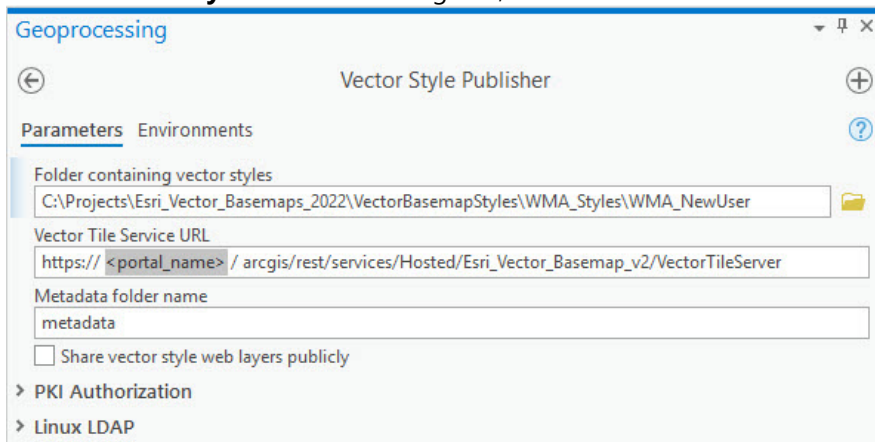 Geoprocessing
Vector Style Publisher
Parameters Environments
Folder containing vector styles
C:\Projects\Esri_Vector_Basemaps_2022\VectorBasemapStyles\WMA_Styles\WMA_NewUser
Vector Tile Service URL
https:// <portal_name> / arcgis/rest/services/Hosted/Esri_Vector_Basemap_v2/VectorTileServer
Metadata folder name
metadata
Share vector style web layers publicly
> PKI Authorization
> Linux LDAP